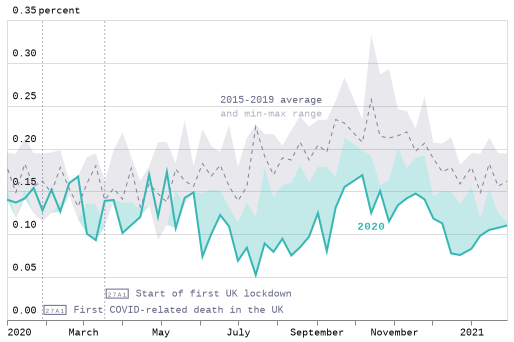 0.35 percent
0.30
0.25
2015-2019 average
and min-max range
0.20
0.15
0.10
2020
0.05
27A1 Start of first UK lockdown
0.00
27A1 First COVID-related death in the UK
2020 March May July September November 2021